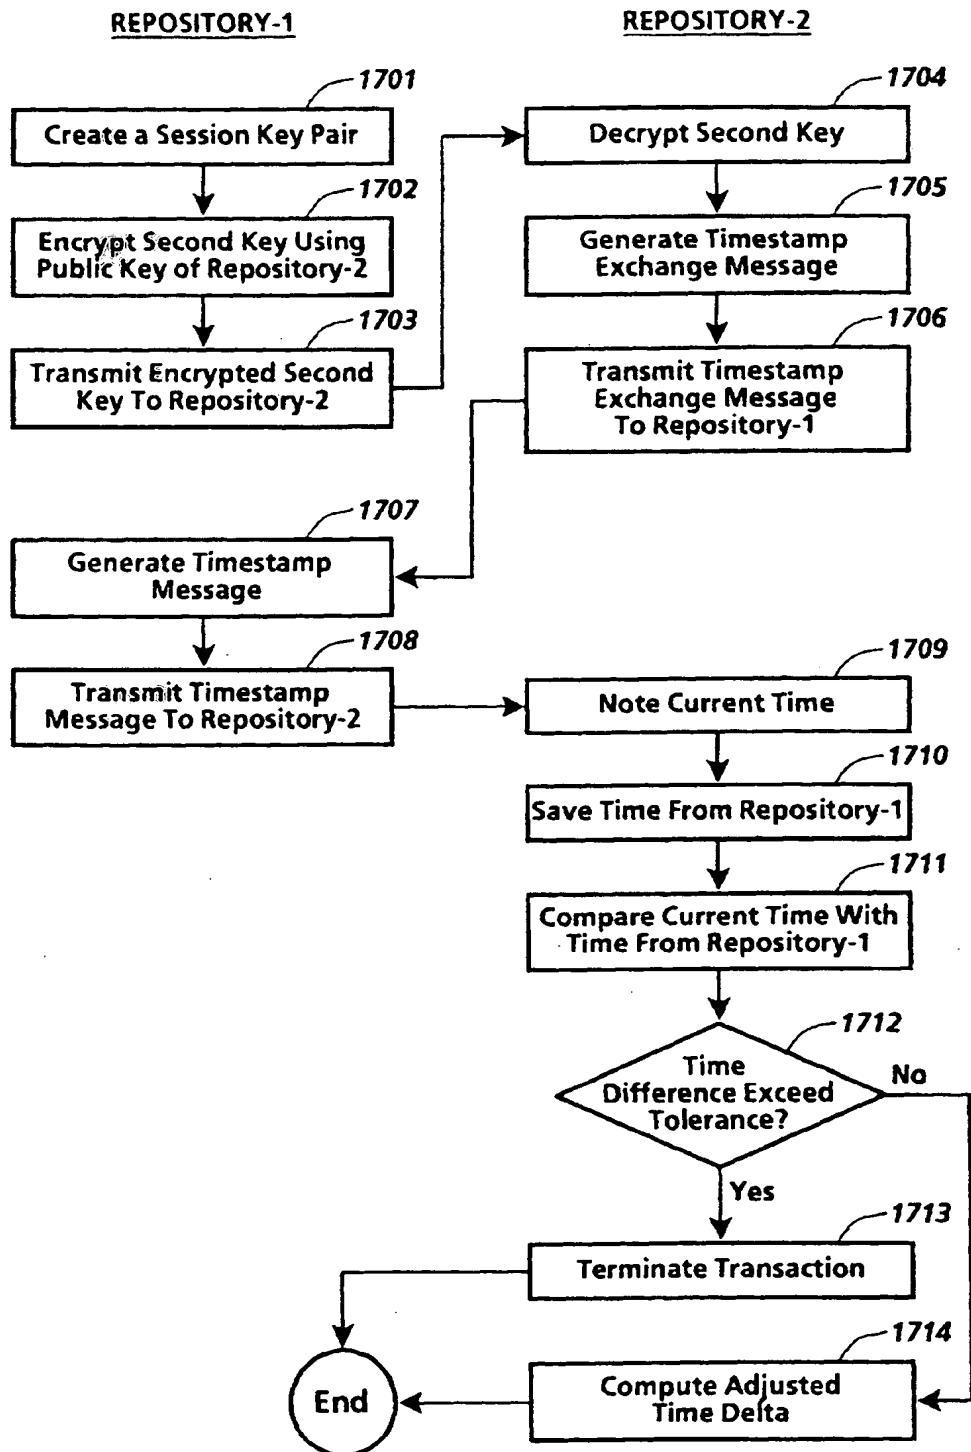 REPOSITORY-1
REPOSITORY-2
1701
Create a Session Key Pair
1702
Encrypt Second Key Using
Public Key of Repository-2
1703
Transmit Encrypted Second
Key To Repository-2
1704
Decrypt Second Key
1705
Generate Timestamp
Exchange Message
1706
Transmit Timestamp
Exchange Message
To Repository-1
1707
Generate Timestamp
Message
1708
Transmit Timestamp
Message To Repository-2
1709
Note Current Time
1710
Save Time From Repository-1
1711
Compare Current Time With
Time From Repository-1
1712
Time
Difference Exceed
Tolerance?
No
Yes
1713
Terminate Transaction
1714
Compute Adjusted
Time Delta
End